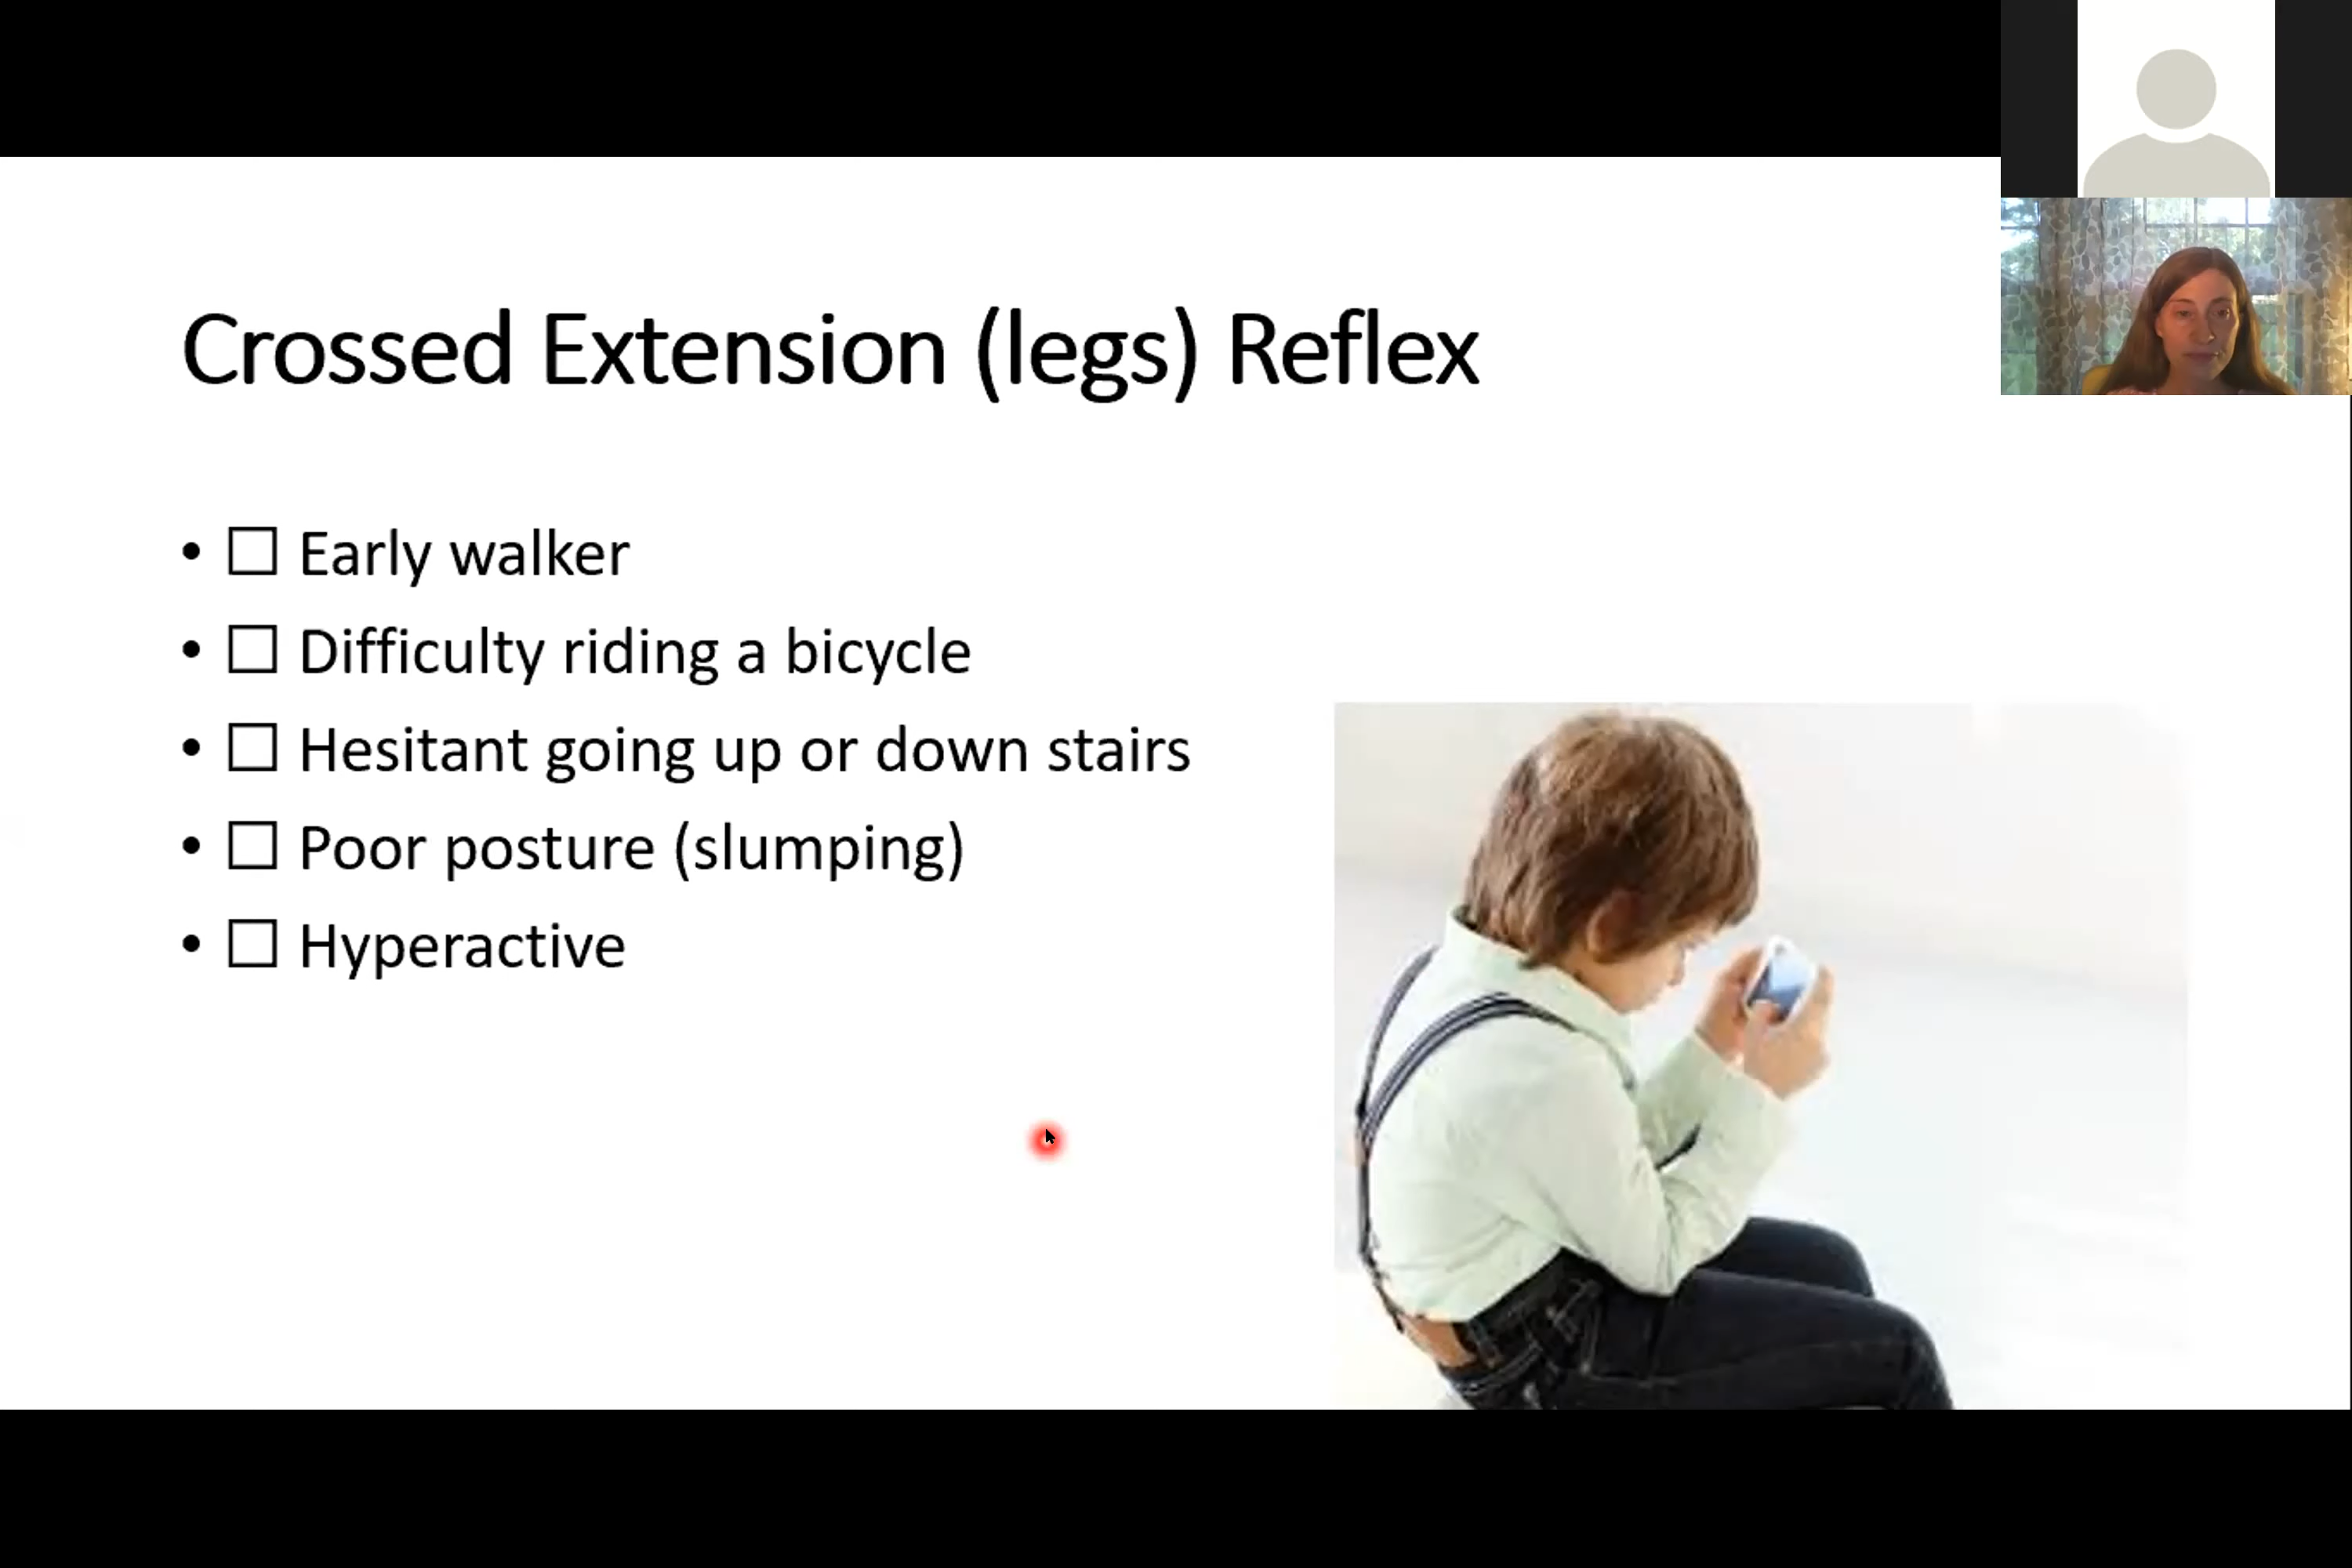 Crossed Extension (legs) Reflex
• ☐ Early walker
• ☐ Difficulty riding a bicycle
• ☐ Hesitant going up or down stairs
• ☐ Poor posture (slumping)
• ☐ Hyperactive